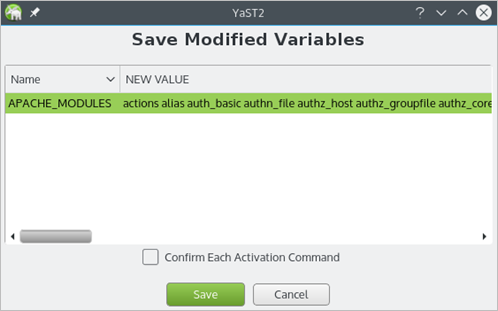 YaST2
Save Modified Variables
Name NEW VALUE
APACHE_MODULES actions alias auth_basic authn_file authz_host authz_groupfile authz_core
Confirm Each Activation Command
Save Cancel